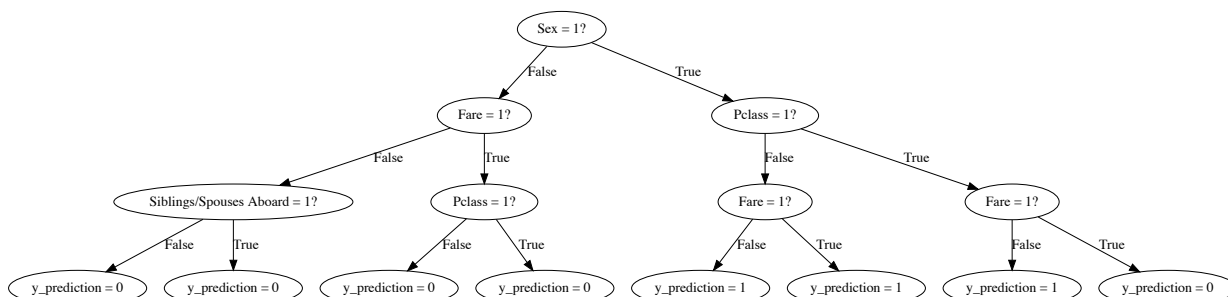 Sex = 1?
False
True
Fare = 1?
Pclass = 1?
False
True
False
True
Siblings/Spouses Aboard = 1?
Pclass = 1?
Fare = 1?
Fare = 1?
False
True
False
True
False
True
False
True
y_prediction = 0
y_prediction = 0
y_prediction = 0
y_prediction = 0
y_prediction = 1
y_prediction = 1
y_prediction = 1
y_prediction = 0